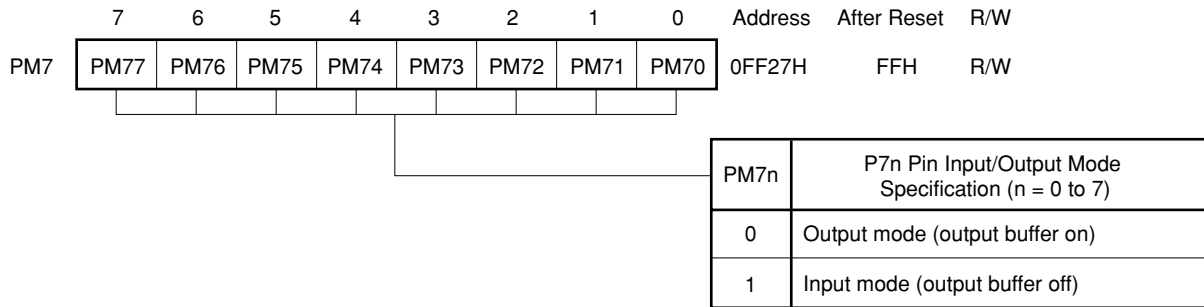 7 6 5 4 3 2 1 0 Address After Reset R/W
PM7 PM77 PM76 PM75 PM74 PM73 PM72 PM71 PM70 0FF27H FFH R/W
PM7n P7n Pin Input/Output Mode
Specification (n = 0 to 7)
0 Output mode (output buffer on)
1 Input mode (output buffer off)